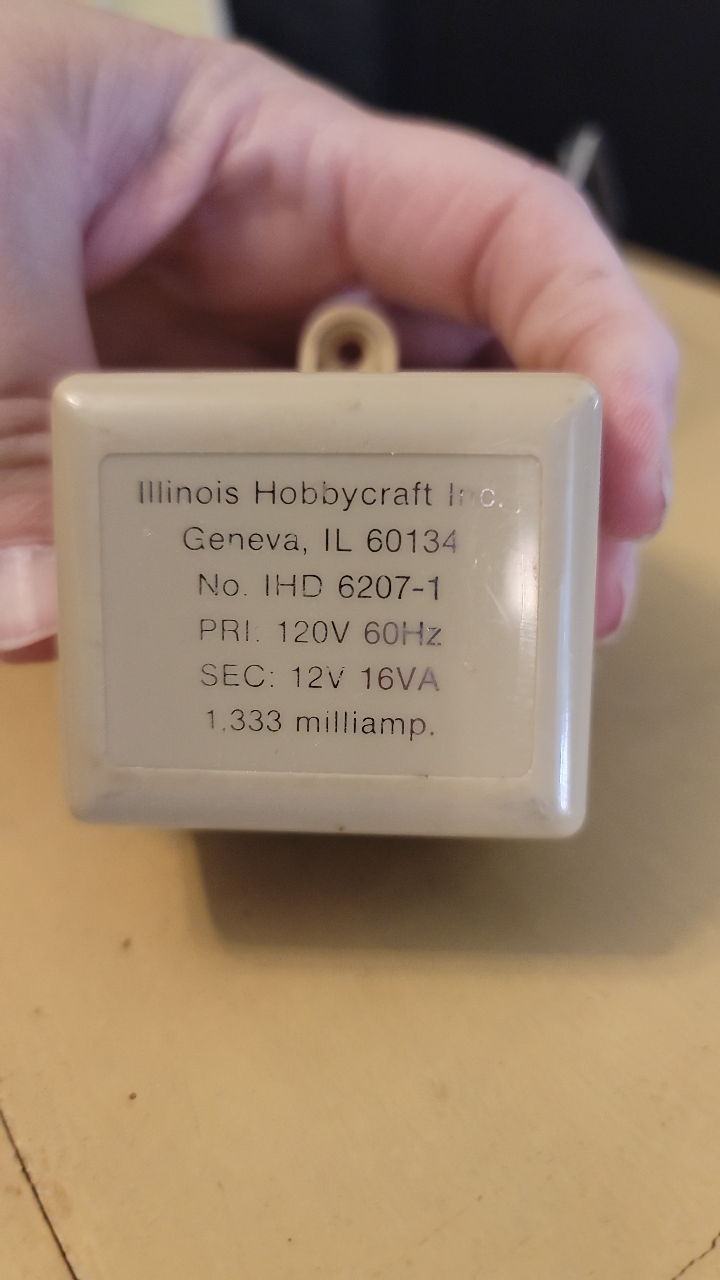 Illinois Hobbycraft Inc.
Geneva, IL 60134
No. IHD 6207-1
PRI: 120V 60Hz
SEC: 12V 16VA
1.333 milliamp.